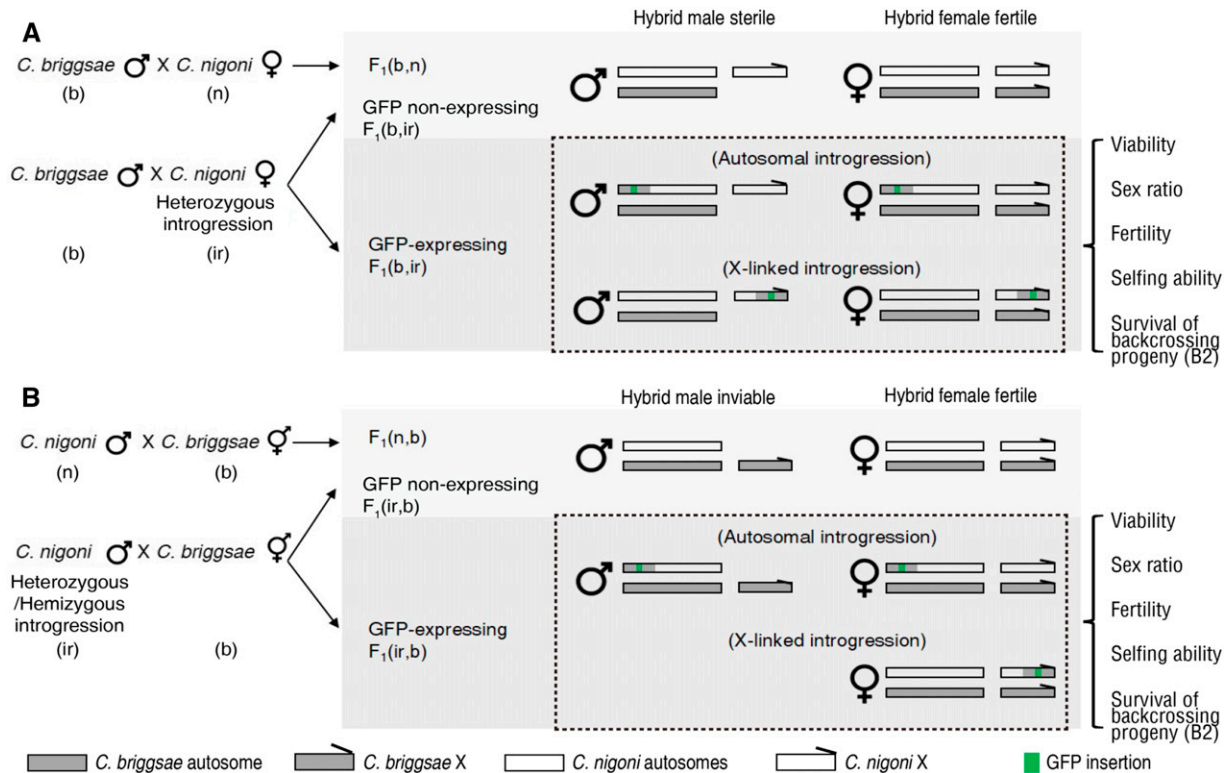 A
Hybrid male sterile
Hybrid female fertile
C. briggsae ♂ X C. nigoni ♀
(b)
(n)
F1(b,n)
GFP non-expressing
F1(b,ir)
C. briggsae ♂ X C. nigoni ♀
Heterozygous
introgression
(b)
(ir)
GFP-expressing
F1(b,ir)
(Autosomal introgression)
(X-linked introgression)
Viability
Sex ratio
Fertility
Selfing ability
Survival of
backcrossing
progeny (B2)
B
Hybrid male inviable
Hybrid female fertile
C. nigoni ♂ X C. briggsae ⚥
(n)
(b)
F1(n,b)
GFP non-expressing
F1(ir,b)
C. nigoni ♂ X C. briggsae ⚥
Heterozygous
/Hemizygous
introgression
(ir)
(b)
GFP-expressing
F1(ir,b)
(Autosomal introgression)
(X-linked introgression)
Viability
Sex ratio
Fertility
Selfing ability
Survival of
backcrossing
progeny (B2)
C. briggsae autosome
C. briggsae X
C. nigoni autosomes
C. nigoni X
GFP insertion